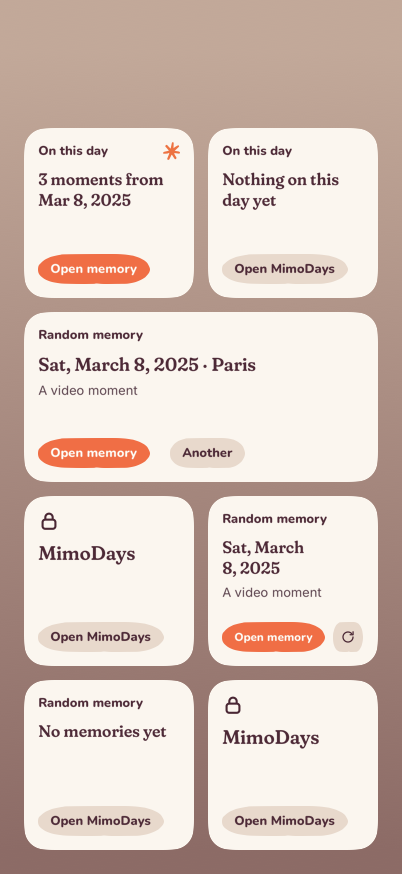 On this day
3 moments from
Mar 8, 2025
Open memory
On this day
Nothing on this
day yet
Open MimoDays
Random memory
Sat, March 8, 2025 · Paris
A video moment
Open memory
Another
MimoDays
Open MimoDays
Random memory
Sat, March
8, 2025
A video moment
Open memory
Random memory
No memories yet
Open MimoDays
MimoDays
Open MimoDays